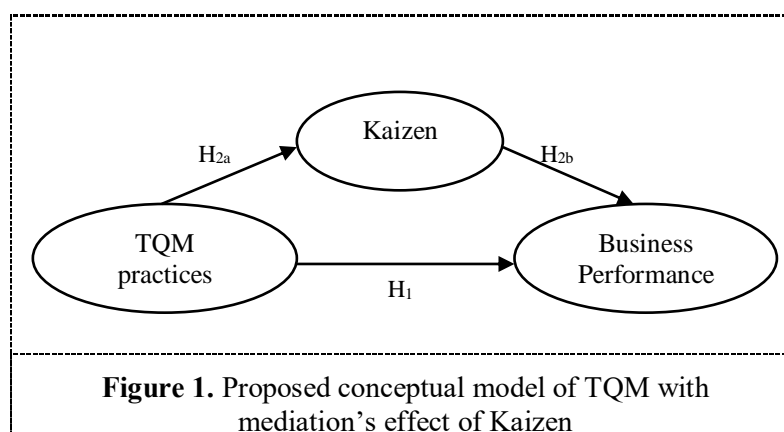 Kaizen
H2a
H2b
TQM
practices
Business
Performance
H1
Figure 1. Proposed conceptual model of TQM with
mediation’s effect of Kaizen